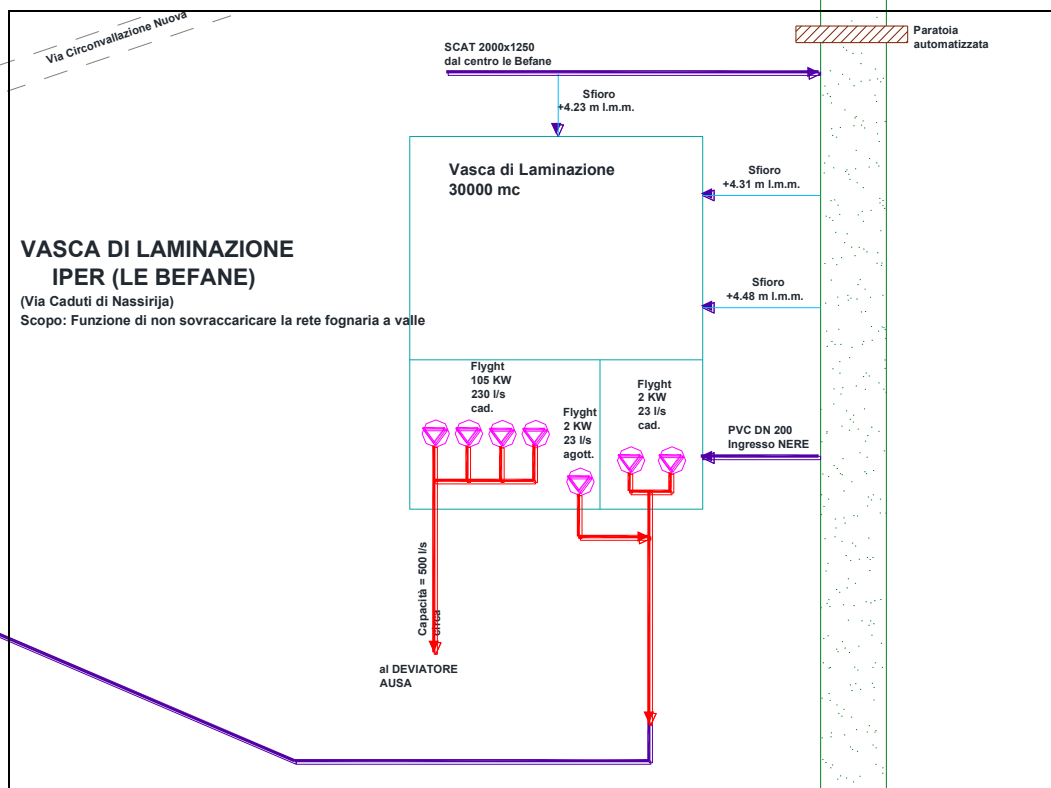 Via Circonvallazione Nuova
SCAT 2000x1250
dal centro le Befane
Paratoia
automatizzata
Sfioro
+4.23 m l.m.m.
Vasca di Laminazione
30000 mc
Sfioro
+4.31 m l.m.m.
VASCA DI LAMINAZIONE
IPER (LE BEFANE)
(Via Caduti di Nassirija)
Scopo: Funzione di non sovraccaricare la rete fognaria a valle
Sfioro
+4.48 m l.m.m.
Flyght
105 KW
230 l/s
cad.
Flyght
2 KW
23 l/s
agott.
Flyght
2 KW
23 l/s
cad.
PVC DN 200
Ingresso NERE
Capacità = 500 l/s
circa
al DEVIATORE
AUSA